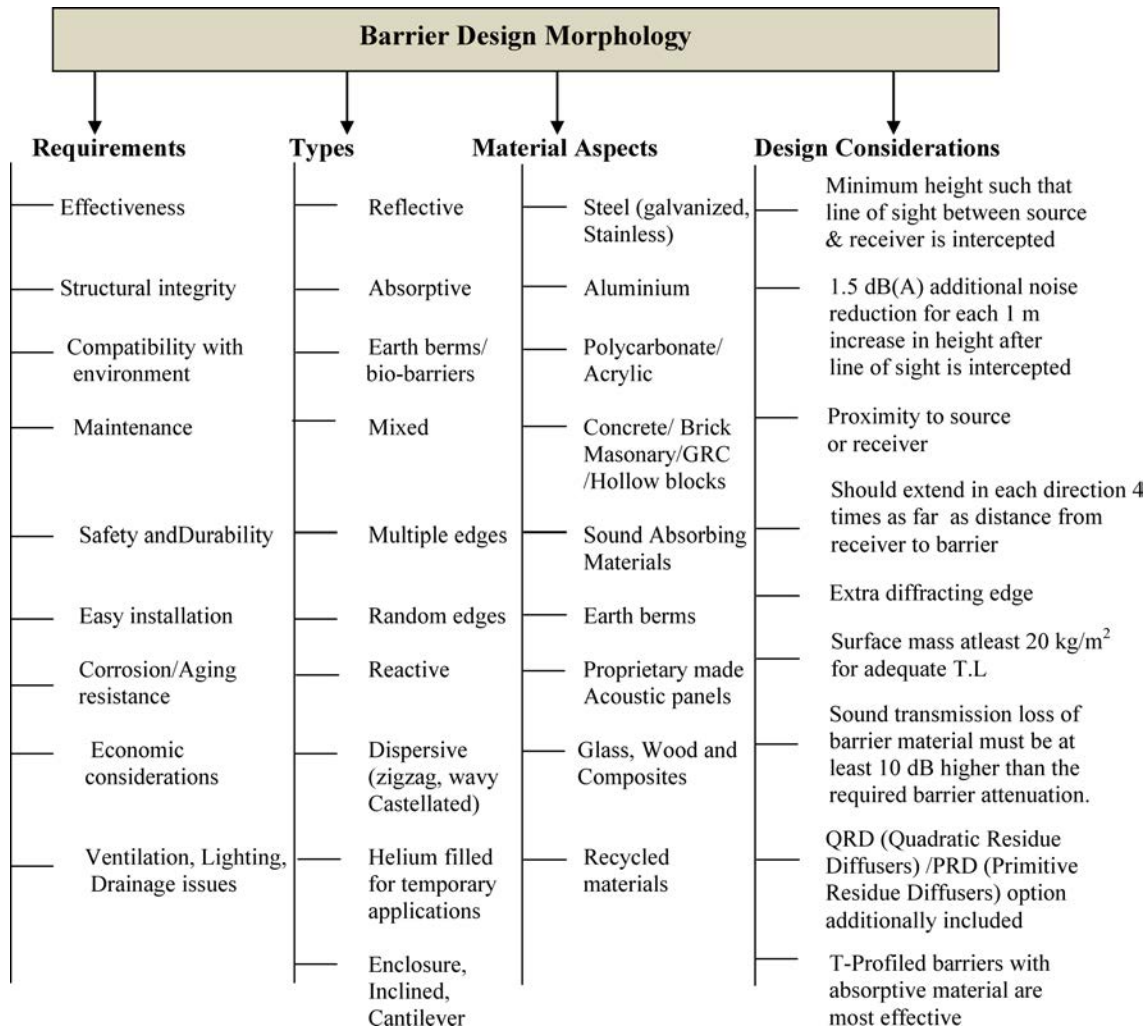 Barrier Design Morphology
Requirements
Effectiveness
Structural integrity
Compatibility with
environment
Maintenance
Safety andDurability
Easy installation
Corrosion/Aging
resistance
Economic
considerations
Ventilation, Lighting,
Drainage issues
Types
Reflective
Absorptive
Earth berms/
bio-barriers
Mixed
Multiple edges
Random edges
Reactive
Dispersive
(zigzag, wavy
Castellated)
Helium filled
for temporary
applications
Enclosure,
Inclined,
Cantilever
Material Aspects
Steel (galvanized,
Stainless)
Aluminium
Polycarbonate/
Acrylic
Concrete/ Brick
Masonary/GRC
/Hollow blocks
Sound Absorbing
Materials
Earth berms
Proprietary made
Acoustic panels
Glass, Wood and
Composites
Recycled
materials
Design Considerations
Minimum height such that
line of sight between source
& receiver is intercepted
1.5 dB(A) additional noise
reduction for each 1 m
increase in height after
line of sight is intercepted
Proximity to source
or receiver
Should extend in each direction 4
times as far as distance from
receiver to barrier
Extra diffracting edge
Surface mass atleast 20 kg/m²
for adequate T.L
Sound transmission loss of
barrier material must be at
least 10 dB higher than the
required barrier attenuation.
QRD (Quadratic Residue
Diffusers) /PRD (Primitive
Residue Diffusers) option
additionally included
T-Profiled barriers with
absorptive material are
most effective